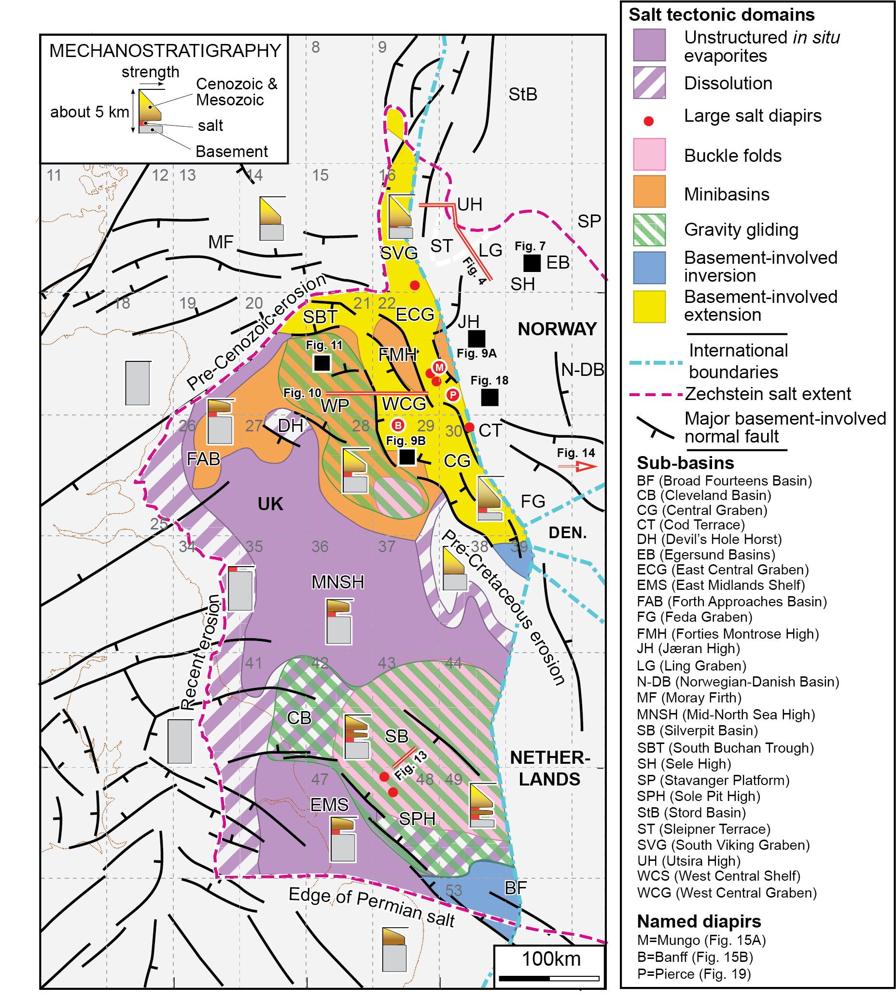 MECHANOSTRATIGRAPHY
strength
Cenozoic &
Mesozoic
about 5 km
salt
Basement
8
9
StB
11
12
13
14
15
16
UH
SP
MF
SVG
ST
LG
Fig. 7
EB
Fig. 4
SH
Pre-Cenozoic erosion
18
19
20
21
22
SBT
ECG
JH
NORWAY
Fig. 11
FMH
Fig. 9A
M
N-DB
Fig. 18
Fig. 10
P
WP
WCG
26
27
DH
28
B
29
30
CT
Fig. 9B
FAB
CG
Fig. 14
UK
FG
25
DEN.
34
35
36
37
Pre-Cretaceous erosion
38
39
MNSH
Recent erosion
41
42
43
44
CB
SB
NETHER-
LANDS
Fig. 13
47
48
49
EMS
SPH
53
BF
Edge of Permian salt
100km
Salt tectonic domains
Unstructured in situ
evaporites
Dissolution
Large salt diapirs
Buckle folds
Minibasins
Gravity gliding
Basement-involved
inversion
Basement-involved
extension
International
boundaries
Zechstein salt extent
Major basement-involved
normal fault
Sub-basins
BF (Broad Fourteens Basin)
CB (Cleveland Basin)
CG (Central Graben)
CT (Cod Terrace)
DH (Devil's Hole Horst)
EB (Egersund Basins)
ECG (East Central Graben)
EMS (East Midlands Shelf)
FAB (Forth Approaches Basin)
FG (Feda Graben)
FMH (Forties Montrose High)
JH (Jæran High)
LG (Ling Graben)
N-DB (Norwegian-Danish Basin)
MF (Moray Firth)
MNSH (Mid-North Sea High)
SB (Silverpit Basin)
SBT (South Buchan Trough)
SH (Sele High)
SP (Stavanger Platform)
SPH (Sole Pit High)
StB (Stord Basin)
ST (Sleipner Terrace)
SVG (South Viking Graben)
UH (Utsira High)
WCS (West Central Shelf)
WCG (West Central Graben)
Named diapirs
M=Mungo (Fig. 15A)
B=Banff (Fig. 15B)
P=Pierce (Fig. 19)